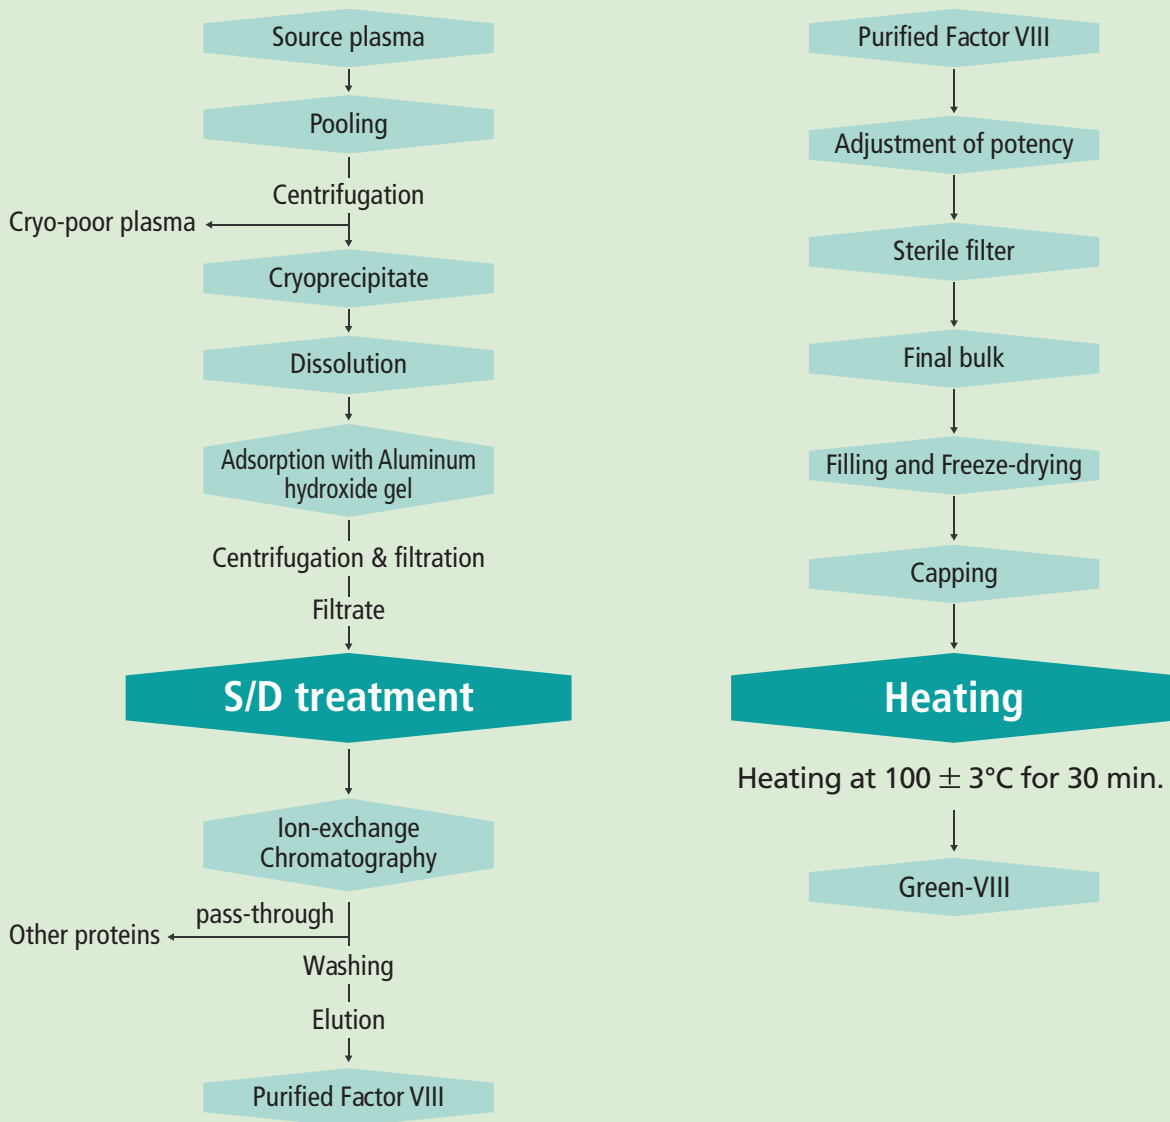 Source plasma
Pooling
Centrifugation
Cryo-poor plasma
Cryoprecipitate
Dissolution
Adsorption with Aluminum
hydroxide gel
Centrifugation & filtration
Filtrate
S/D treatment
Ion-exchange
Chromatography
pass-through
Other proteins
Washing
Elution
Purified Factor VIII
Purified Factor VIII
Adjustment of potency
Sterile filter
Final bulk
Filling and Freeze-drying
Capping
Heating
Heating at 100 ± 3°C for 30 min.
Green-VIII